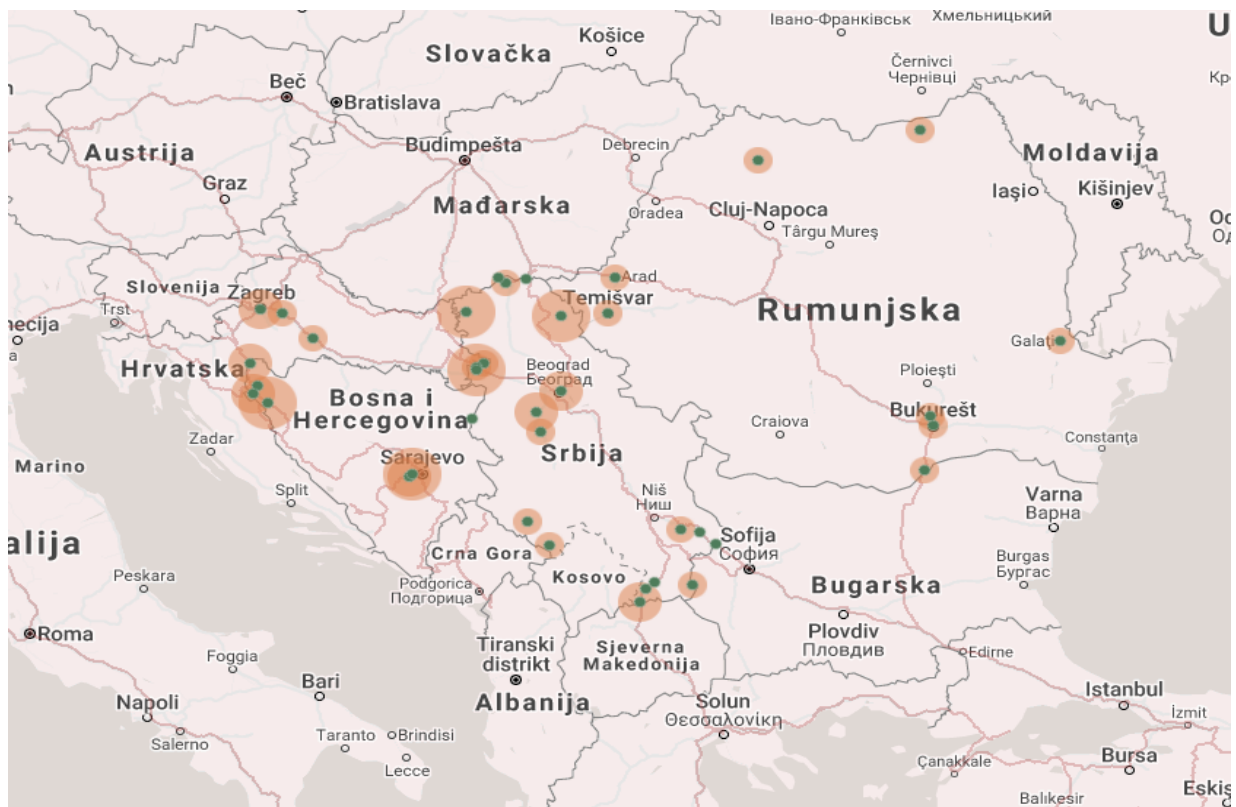 Івано-Франківськ
Хмельницький
U
Košice
Slovačka
Černivci
Чернівці
Beč
Bratislava
Budimpešta
Debrecin
Austrija
Moldavija
Graz
Iaşi
Kišinjev
Mađarska
Oradea
Cluj-Napoca
Târgu Mureş
Slovenija
Zagreb
Arad
Temišvar
Trst
Rumunjska
Galaţi
Hrvatska
Beograd
Београд
Ploieşti
Bosna i
Hercegovina
Bukurešt
Craiova
Constanţa
Zadar
Srbija
Marino
Sarajevo
Split
Niš
Ниш
Varna
Варна
Sofija
София
alija
Crna Gora
Kosovo
Burgas
Бургас
Peskara
Podgorica
Подгорица
Bugarska
Roma
Plovdiv
Пловдив
Tiranski
distrikt
Sjeverna
Makedonija
Edirne
Foggia
Bari
Albanija
Solun
Θεσσαλονίκη
Istanbul
Napoli
İzmit
Salerno
Taranto
Brindisi
Lecce
Çanakkale
Bursa
Balıkesir
Eskiş